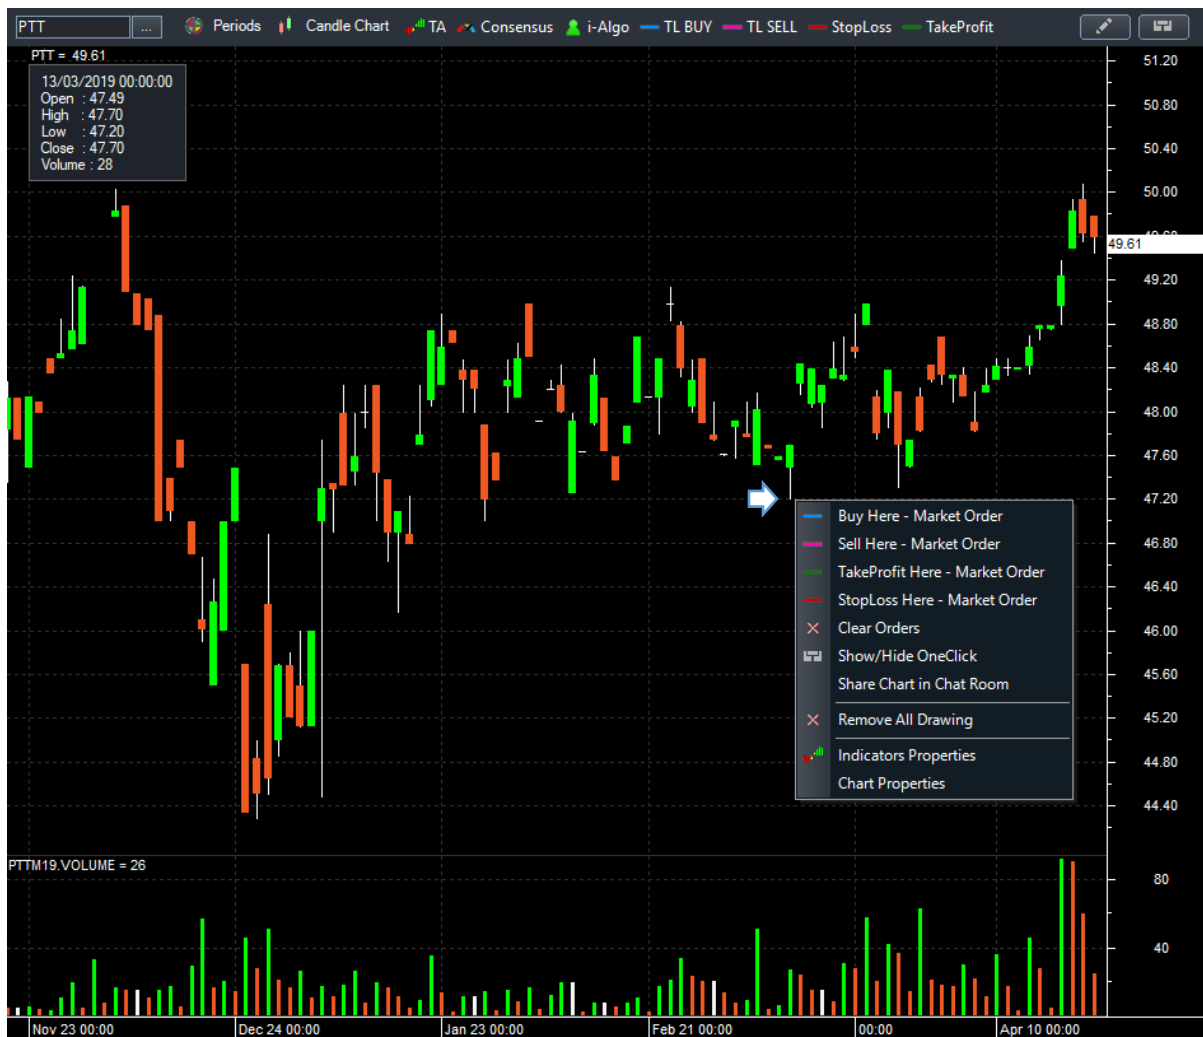 PTT ... Periods Candle Chart TA Consensus i-Algo TL BUY TL SELL StopLoss TakeProfit
PTT = 49.61
13/03/2019 00:00:00
Open : 47.49
High : 47.70
Low : 47.20
Close : 47.70
Volume : 28
51.20
50.80
50.40
50.00
49.60
49.61
49.20
48.80
48.40
48.00
47.60
47.20
46.80
46.40
46.00
45.60
45.20
44.80
44.40
Buy Here - Market Order
Sell Here - Market Order
TakeProfit Here - Market Order
StopLoss Here - Market Order
Clear Orders
Show/Hide OneClick
Share Chart in Chat Room
Remove All Drawing
Indicators Properties
Chart Properties
PTTM19.VOLUME = 26
80
40
Nov 23 00:00 Dec 24 00:00 Jan 23 00:00 Feb 21 00:00 00:00 Apr 10 00:00